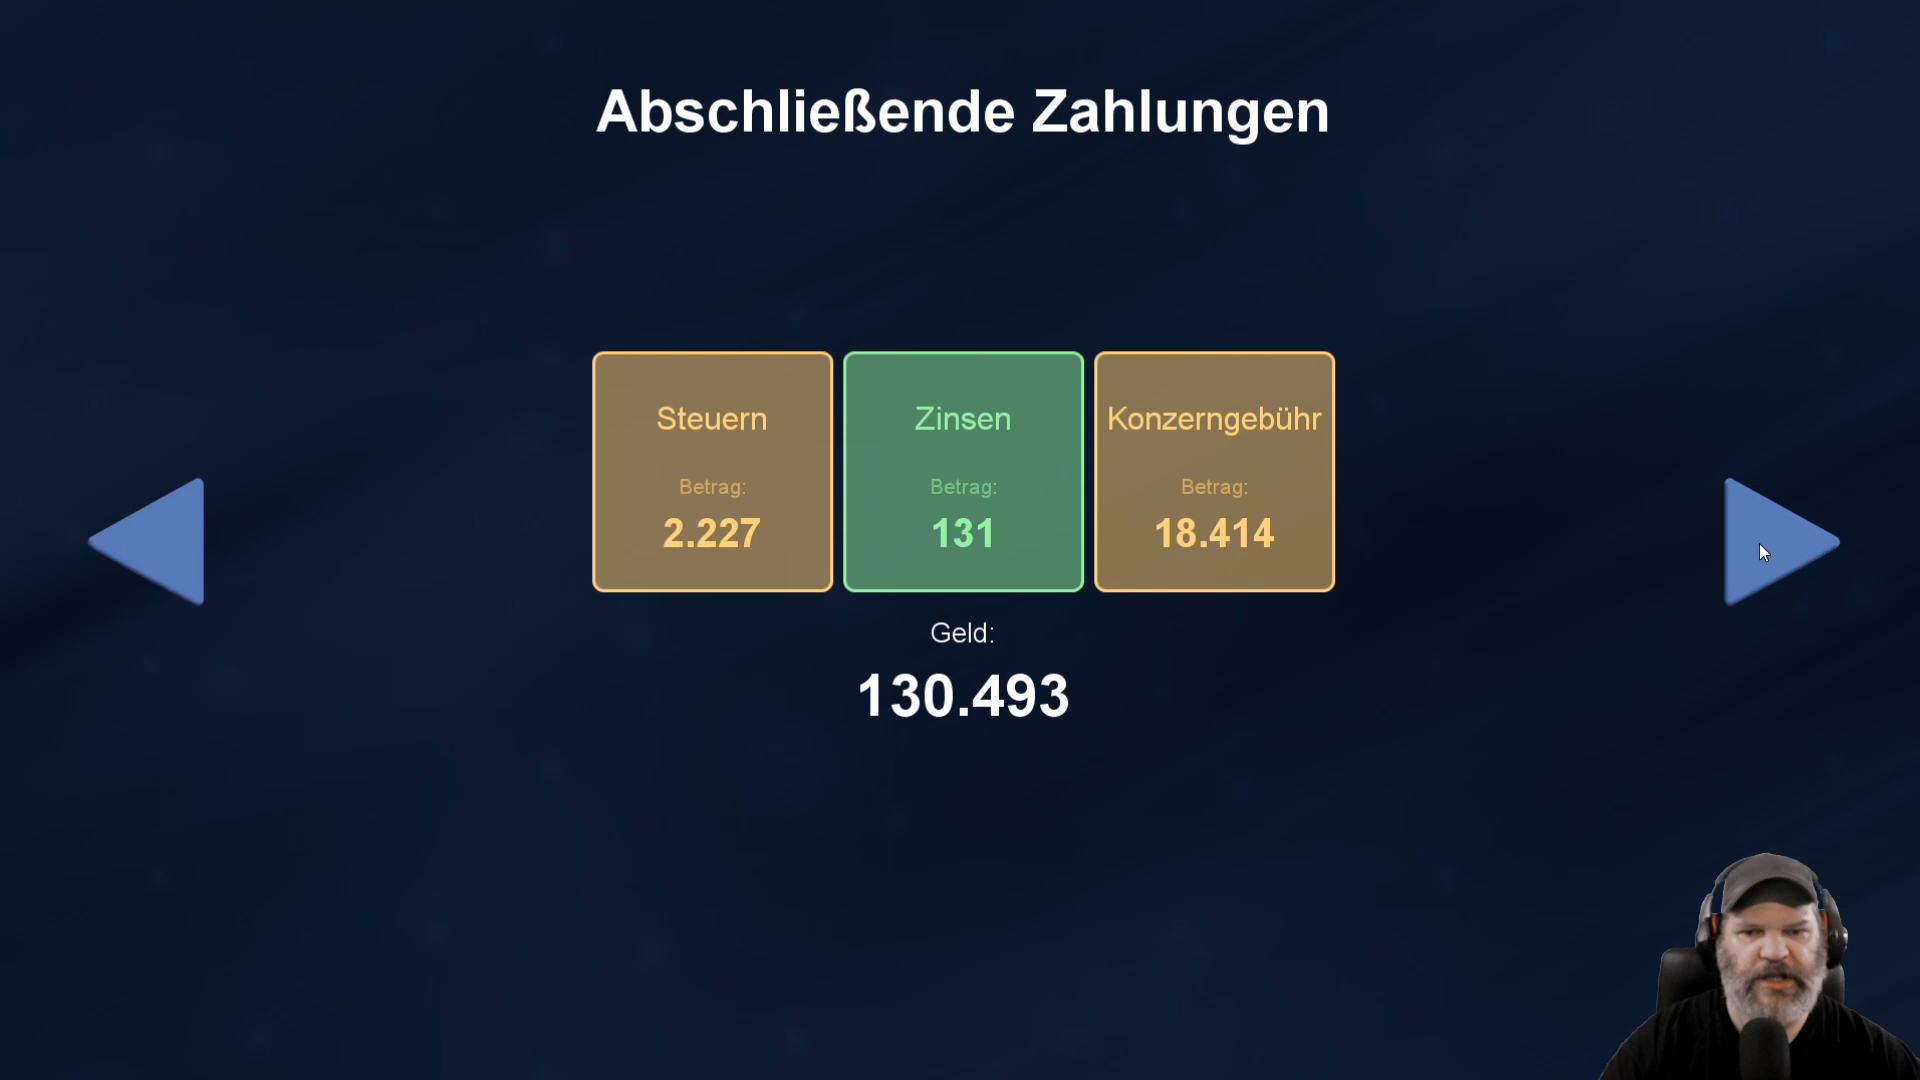 Abschließende Zahlungen
Steuern
Betrag:
2.227
Zinsen
Betrag:
131
Konzerngebühr
Betrag:
18.414
Geld:
130.493